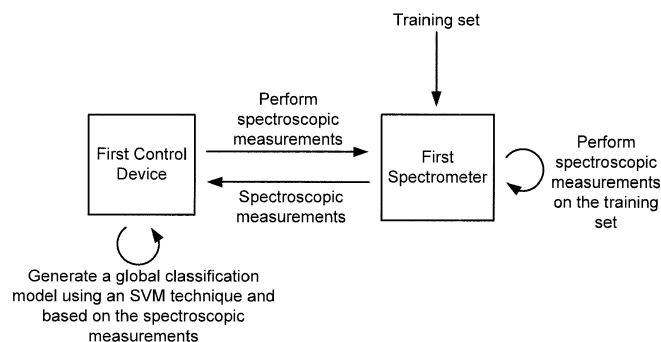 Training set
Perform
spectroscopic
measurements
First Control
Device
First
Spectrometer
Perform
spectroscopic
measurements
on the training
set
Spectroscopic
measurements
Generate a global classification
model using an SVM technique and
based on the spectroscopic
measurements